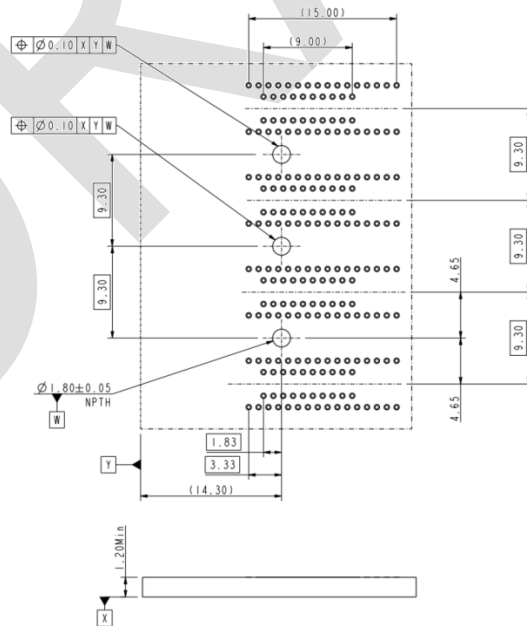 (15.00)
(9.00)
⌖ Ø0.10 X Y W
⌖ Ø0.10 X Y W
9.30
9.30
9.30
9.30
9.30
4.65
4.65
Ø1.80±0.05
NPTH
W
1.83
Y
3.33
(14.30)
1.20Min
X